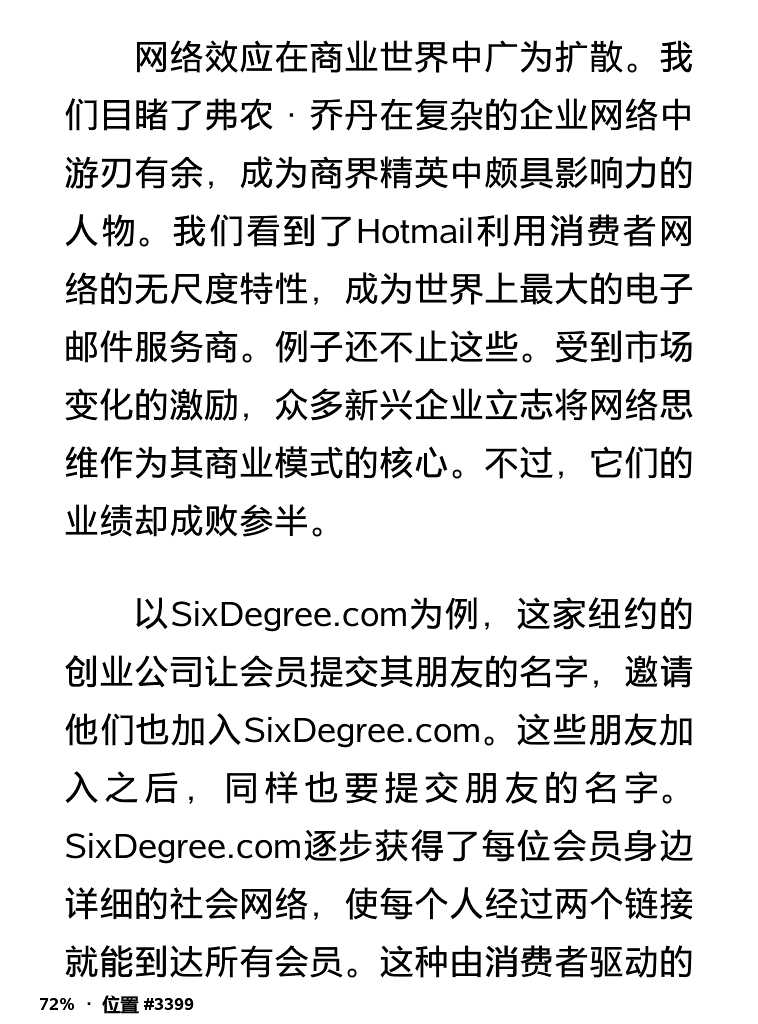 网络效应在商业世界中广为扩散。我
们目睹了弗农·乔丹在复杂的企业网络中
游刃有余，成为商界精英中颇具影响力的
人物。我们看到了Hotmail利用消费者网
络的无尺度特性，成为世界上最大的电子
邮件服务商。例子还不止这些。受到市场
变化的激励，众多新兴企业立志将网络思
维作为其商业模式的核心。不过，它们的
业绩却成败参半。
以SixDegree.com为例，这家纽约的
创业公司让会员提交其朋友的名字，邀请
他们也加入SixDegree.com。这些朋友加
入之后，同样也要提交朋友的名字。
SixDegree.com逐步获得了每位会员身边
详细的社会网络，使每个人经过两个链接
就能到达所有会员。这种由消费者驱动的
72% · 位置 #3399